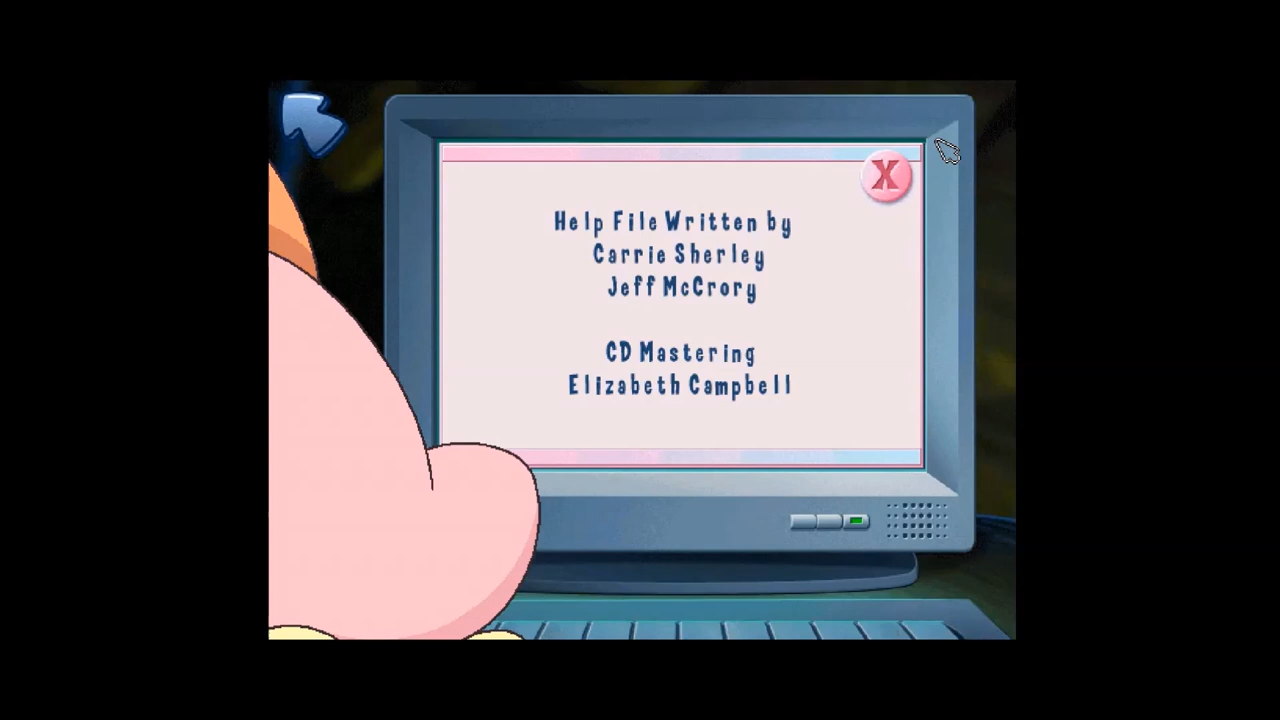 X
Help File Written by
Carrie Sherley
Jeff McCrory
CD Mastering
Elizabeth Campbell